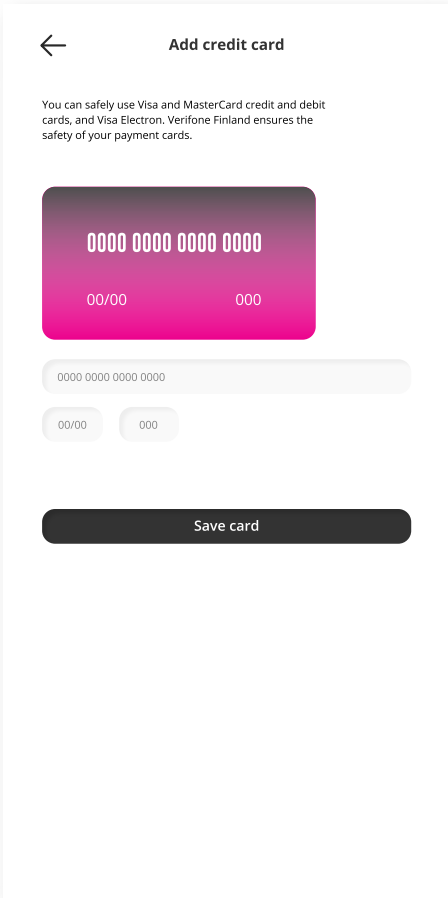 Add credit card
You can safely use Visa and MasterCard credit and debit
cards, and Visa Electron. Verifone Finland ensures the
safety of your payment cards.
0000 0000 0000 0000
00/00 000
0000 0000 0000 0000
00/00 000
Save card